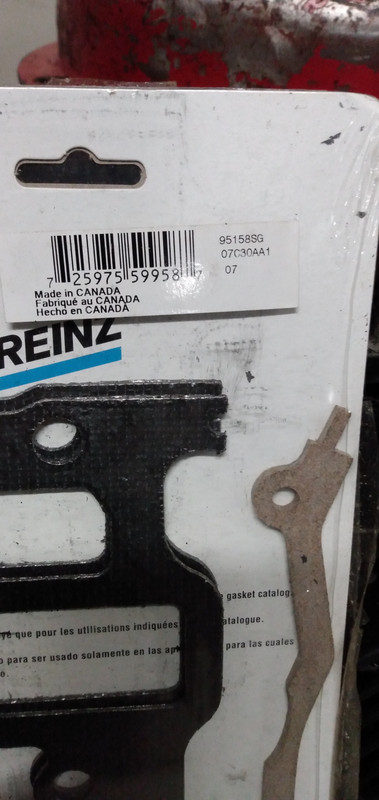 95158SG
07C30AA1
07
7 25975 59958 7
Made in CANADA
Fabriqué au CANADA
Hecho en CANADA
REINZ
gasket catalog.
que pour les utilisations indiquées
atalogue.
para ser usado solamente en las
para las cuales